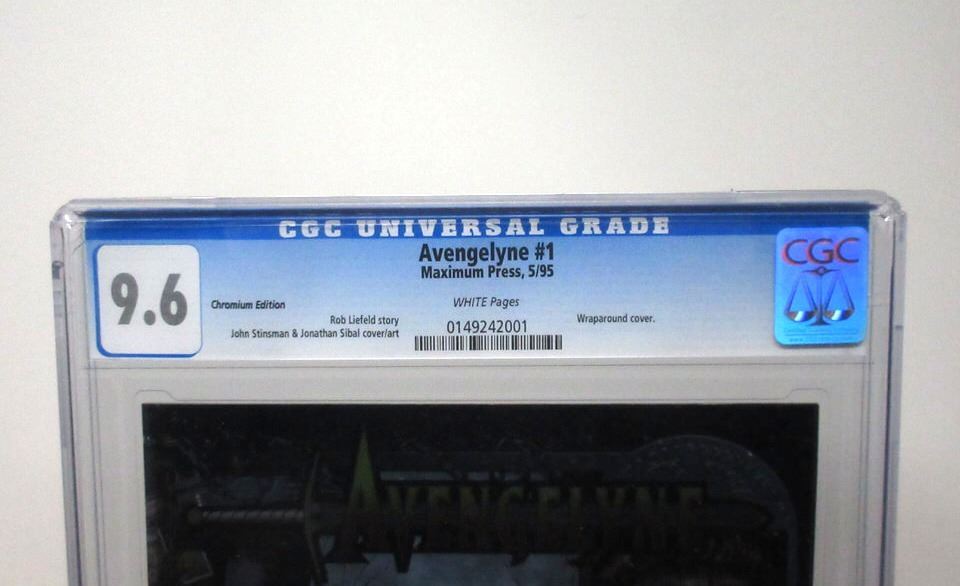 CGC UNIVERSAL GRADE
9.6
Avengelyne #1
Maximum Press, 5/95
Chromium Edition
WHITE Pages
Rob Liefeld story
John Stinsman & Jonathan Sibal cover/art
0149242001
Wraparound cover.
CGC
AVENGELYNE